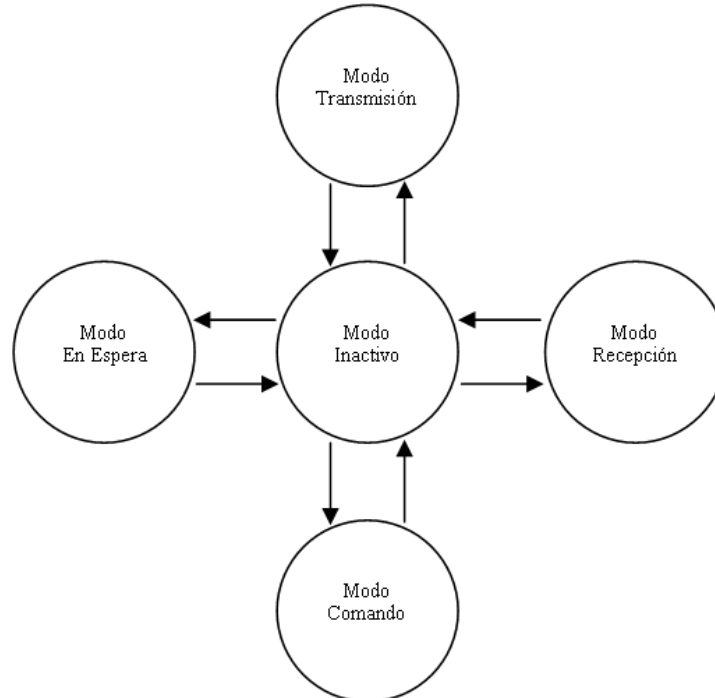 Modo
Transmisión
Modo
En Espera
Modo
Inactivo
Modo
Recepción
Modo
Comando